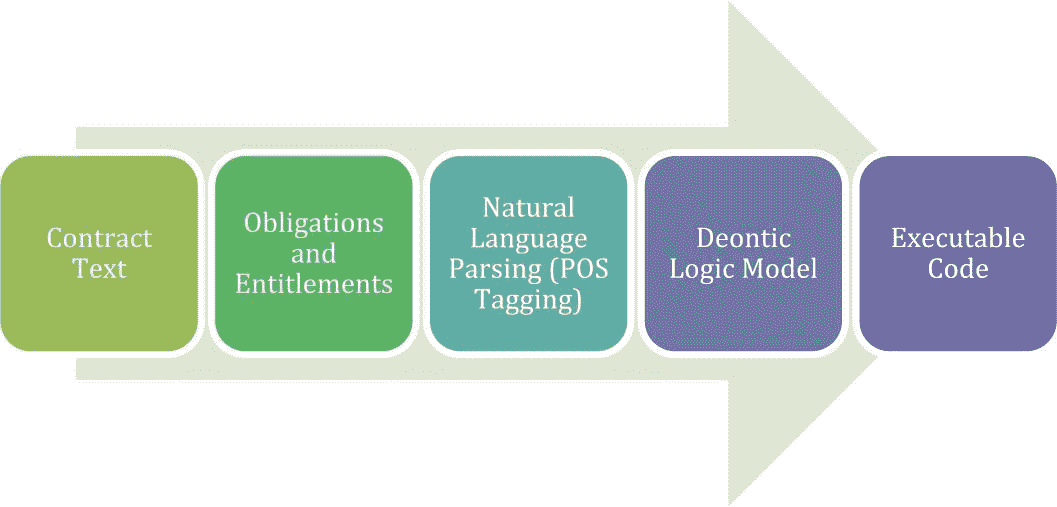 Contract
Text
Obligations
and
Entitlements
Natural
Language
Parsing (POS
Tagging)
Deontic
Logic Model
Executable
Code